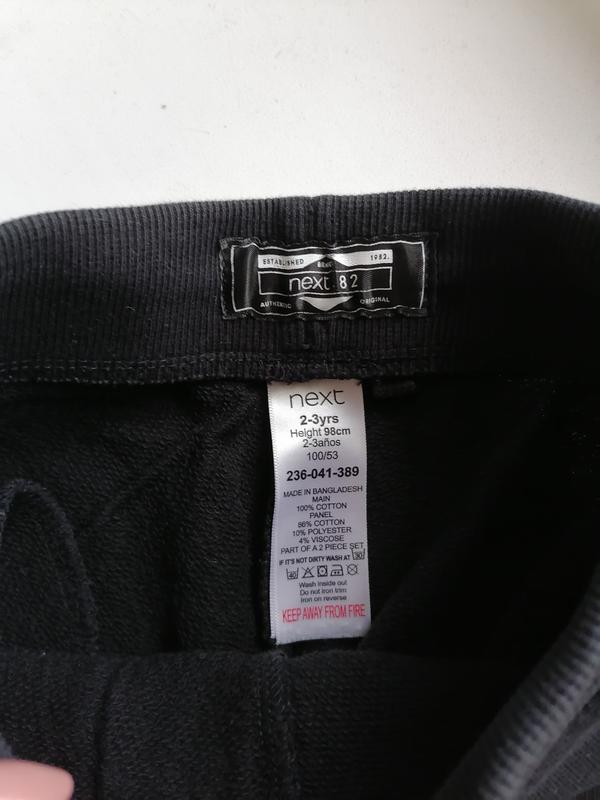 ESTABLISHED 1982.
next 82
AUTHENTIC ORIGINAL
next
2-3yrs
Height 98cm
2-3años
100/53
236-041-389
MADE IN BANGLADESH
MAIN
100% COTTON
PANEL
86% COTTON
10% POLYESTER
4% VISCOSE
PART OF A 2 PIECE SET
IF IT'S NOT DIRTY WASH AT 30
40
Wash inside out
Do not iron trim
Iron on reverse
KEEP AWAY FROM FIRE